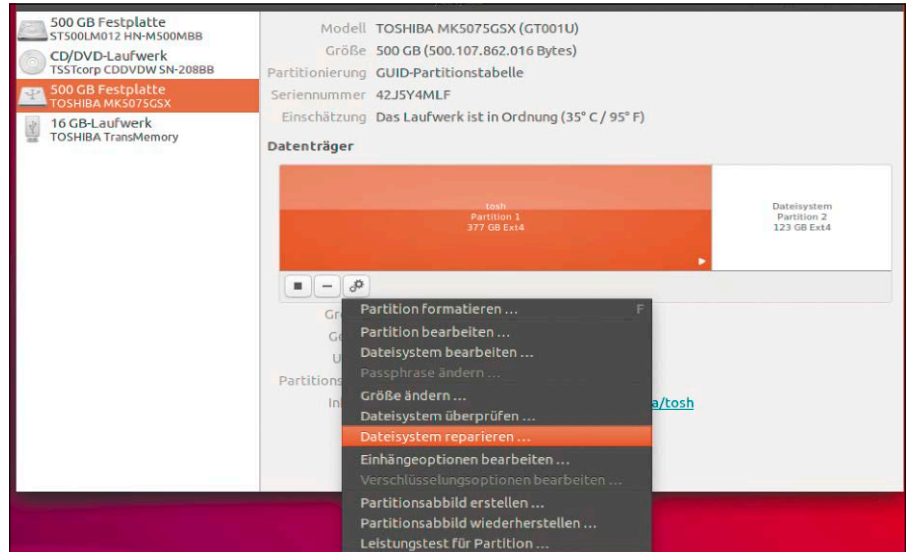 500 GB Festplatte
ST500LM012 HN-M500MBB
CD/DVD-Laufwerk
TSSTcorp CDDVDW SN-208BB
500 GB Festplatte
TOSHIBA MK5075GSX
16 GB-Laufwerk
TOSHIBA TransMemory
Modell TOSHIBA MK5075GSX (GT001U)
Größe 500 GB (500.107.862.016 Bytes)
Partitionierung GUID-Partitionstabelle
Seriennummer 42J5Y4MLF
Einschätzung Das Laufwerk ist in Ordnung (35° C / 95° F)
Datenträger
tosh
Partition 1
377 GB Ext4
Dateisystem
Partition 2
123 GB Ext4
Partition formatieren ... F
Partition bearbeiten ...
Dateisystem bearbeiten ...
Passphrase ändern ...
Größe ändern ...
Dateisystem überprüfen ...
a/tosh
Dateisystem reparieren ...
Einhängeoptionen bearbeiten ...
Verschlüsselungsoptionen bearbeiten ...
Partitionsabbild erstellen ...
Partitionsabbild wiederherstellen ...
Leistungstest für Partition ...